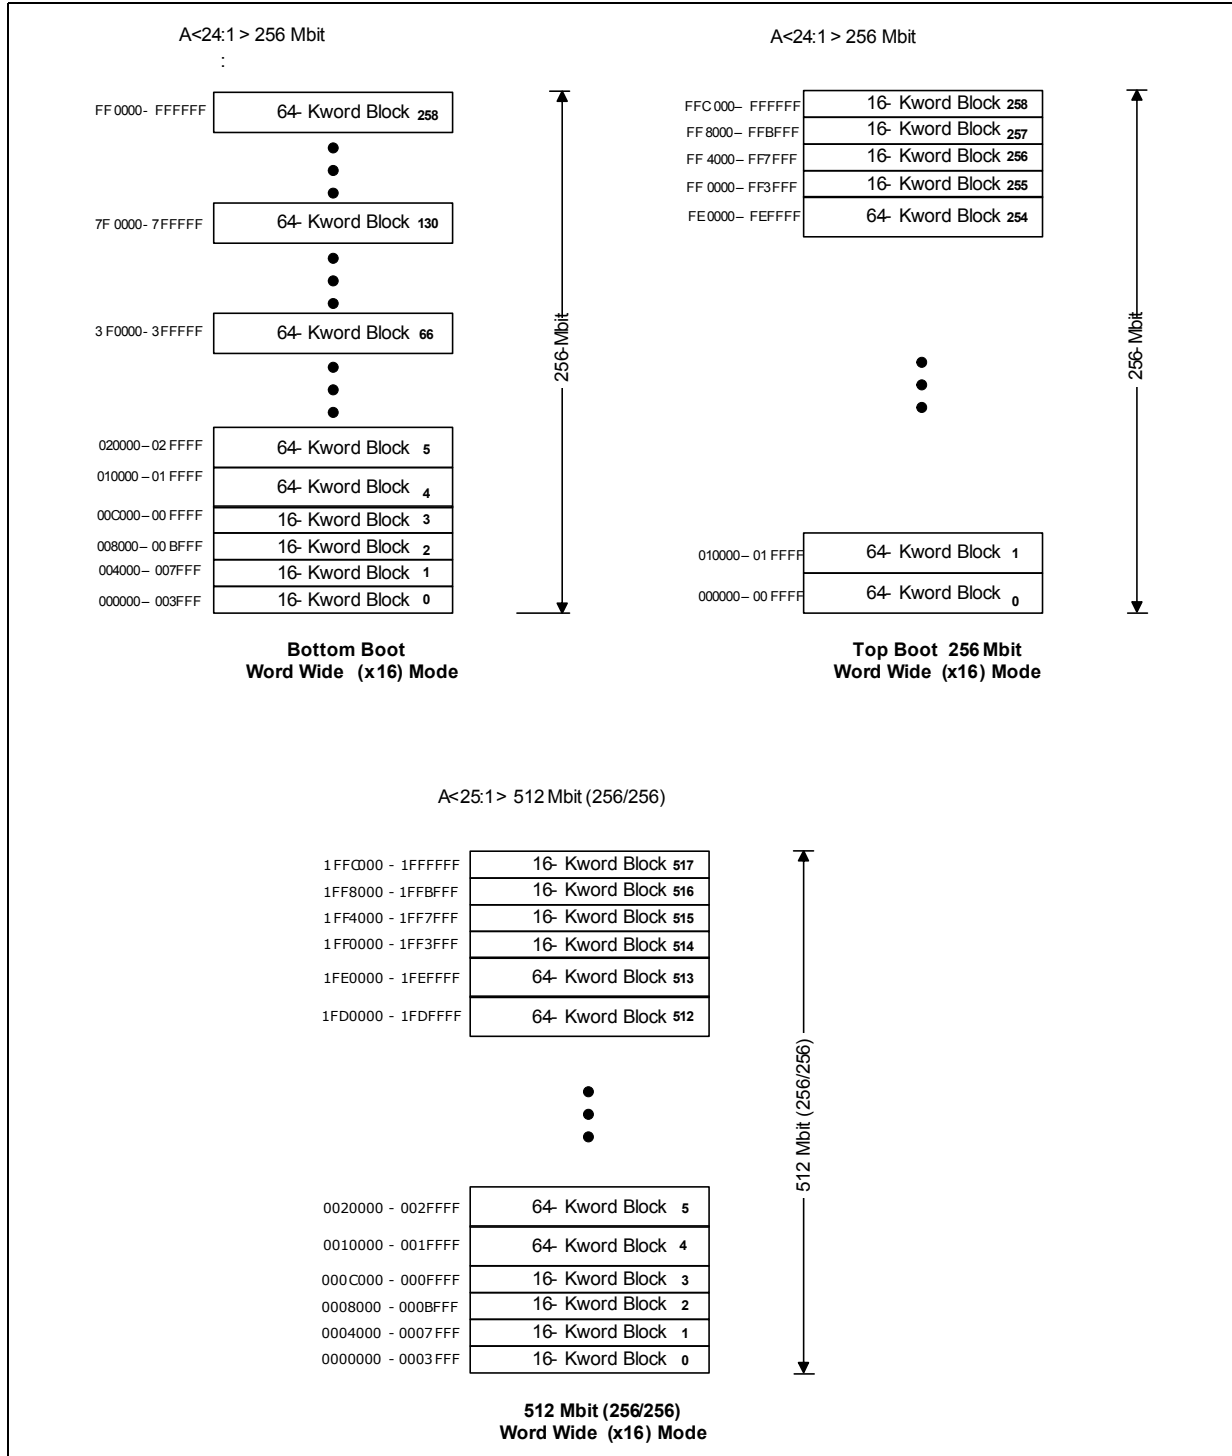 A<24:1 > 256 Mbit
:
FF 0000 - FFFFFF 64- Kword Block 258
7F 0000 - 7FFFFF 64- Kword Block 130
3 F0000 - 3FFFFF 64- Kword Block 66
020000 – 02 FFFF 64- Kword Block 5
010000 – 01 FFFF 64- Kword Block 4
00C000 – 00 FFFF 16- Kword Block 3
008000 – 00 BFFF 16- Kword Block 2
004000 – 007FFF 16- Kword Block 1
000000 – 003FFF 16- Kword Block 0
256-Mbit
Bottom Boot
Word Wide (x16) Mode
A<24:1 > 256 Mbit
FFC 000 – FFFFFF 16- Kword Block 258
FF 8000 – FFBFFF 16- Kword Block 257
FF 4000 – FF7FFF 16- Kword Block 256
FF 0000 – FF3FFF 16- Kword Block 255
FE 0000 – FEFFFF 64- Kword Block 254
010000 – 01 FFFF 64- Kword Block 1
000000 – 00 FFFF 64- Kword Block 0
256-Mbit
Top Boot 256 Mbit
Word Wide (x16) Mode
A<25:1 > 512 Mbit (256/256)
1FFC000 - 1FFFFFF 16- Kword Block 517
1FF8000 - 1FFBFFF 16- Kword Block 516
1FF4000 - 1FF7FFF 16- Kword Block 515
1FF0000 - 1FF3FFF 16- Kword Block 514
1FE0000 - 1FEFFFF 64- Kword Block 513
1FD0000 - 1FDFFFF 64- Kword Block 512
0020000 - 002FFFF 64- Kword Block 5
0010000 - 001FFFF 64- Kword Block 4
000C000 - 000FFFF 16- Kword Block 3
0008000 - 000BFFF 16- Kword Block 2
0004000 - 0007FFF 16- Kword Block 1
0000000 - 0003FFF 16- Kword Block 0
512 Mbit (256/256)
512 Mbit (256/256)
Word Wide (x16) Mode